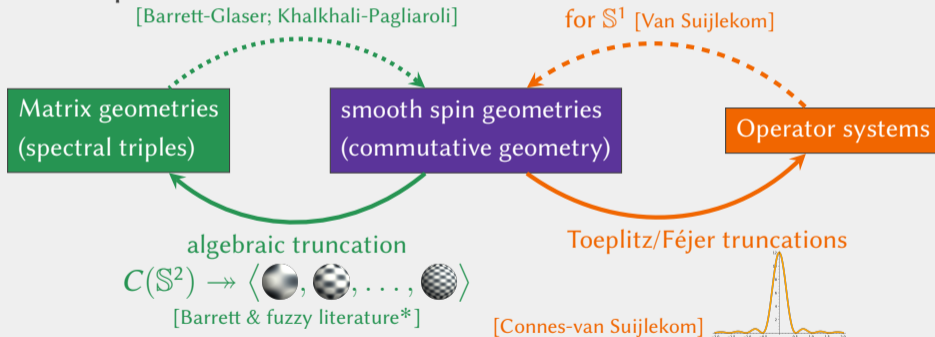 [Barrett-Glaser; Khalkhali-Pagliaroli]
for 𝕊¹ [Van Suijlekom]
Matrix geometries
(spectral triples)
smooth spin geometries
(commutative geometry)
Operator systems
algebraic truncation
C(𝕊²) ↠ ⟨ , , . . . , ⟩
[Barrett & fuzzy literature*]
Toeplitz/Féjer truncations
[Connes-van Suijlekom]